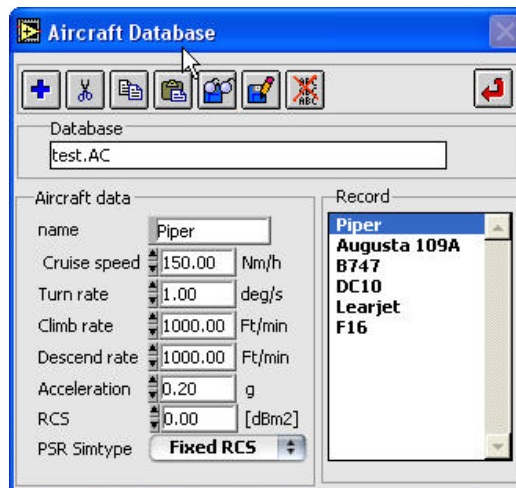 Aircraft Database
Database
test.AC
Aircraft data
name Piper
Cruise speed 150.00 Nm/h
Turn rate 1.00 deg/s
Climb rate 1000.00 Ft/min
Descend rate 1000.00 Ft/min
Acceleration 0.20 g
RCS 0.00 [dBm2]
PSR Simtype Fixed RCS
Record
Piper
Augusta 109A
B747
DC10
Learjet
F16